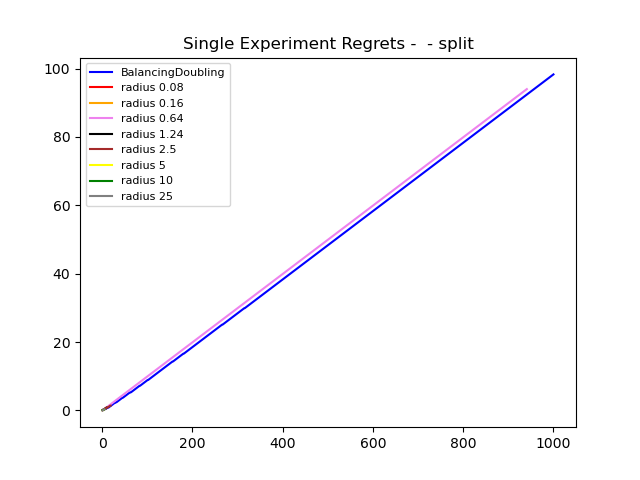 Single Experiment Regrets -  - split
100
80
60
40
20
0
BalancingDoubling
radius 0.08
radius 0.16
radius 0.64
radius 1.24
radius 2.5
radius 5
radius 10
radius 25
0 200 400 600 800 1000